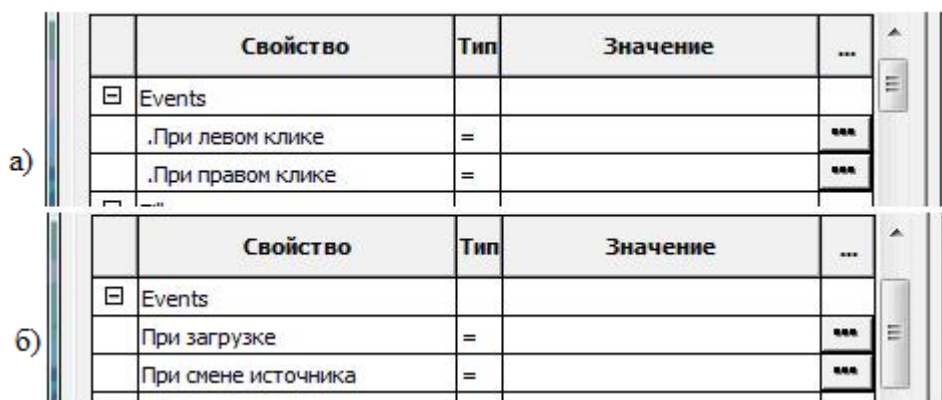 Свойство Тип Значение ...
Events
.При левом клике = ...
а)
.При правом клике = ...
Свойство Тип Значение ...
Events
б)
При загрузке = ...
При смене источника = ...